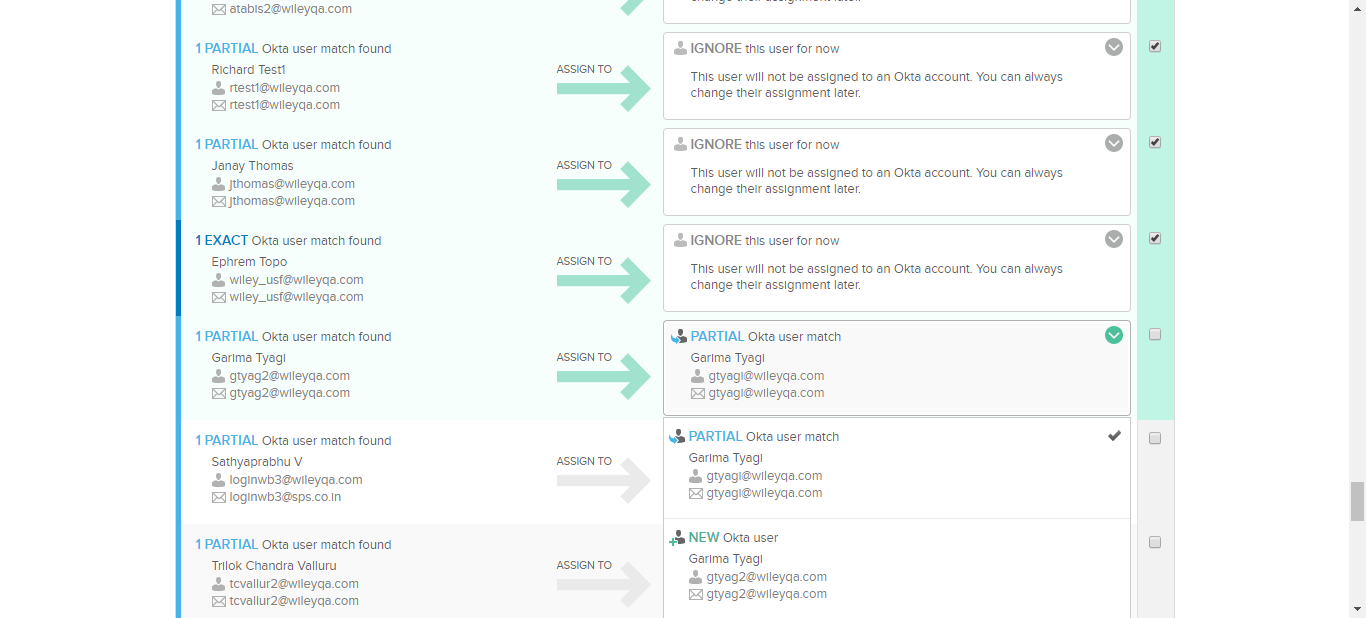 atabis2@wileyqa.com
change their assignment later.
1 PARTIAL Okta user match found
Richard Test1
rtest1@wileyqa.com
rtest1@wileyqa.com
ASSIGN TO
IGNORE this user for now
This user will not be assigned to an Okta account. You can always
change their assignment later.
1 PARTIAL Okta user match found
Janay Thomas
jthomas@wileyqa.com
jthomas@wileyqa.com
ASSIGN TO
IGNORE this user for now
This user will not be assigned to an Okta account. You can always
change their assignment later.
1 EXACT Okta user match found
Ephrem Topo
wiley_usf@wileyqa.com
wiley_usf@wileyqa.com
ASSIGN TO
IGNORE this user for now
This user will not be assigned to an Okta account. You can always
change their assignment later.
1 PARTIAL Okta user match found
Garima Tyagi
gtyag2@wileyqa.com
gtyag2@wileyqa.com
ASSIGN TO
PARTIAL Okta user match
Garima Tyagi
gtyagi@wileyqa.com
gtyagi@wileyqa.com
1 PARTIAL Okta user match found
Sathyaprabhu V
loginwb3@wileyqa.com
loginwb3@sps.co.in
ASSIGN TO
PARTIAL Okta user match
Garima Tyagi
gtyagi@wileyqa.com
gtyagi@wileyqa.com
1 PARTIAL Okta user match found
Trilok Chandra Valluru
tcvallur2@wileyqa.com
tcvallur2@wileyqa.com
ASSIGN TO
NEW Okta user
Garima Tyagi
gtyag2@wileyqa.com
gtyag2@wileyqa.com